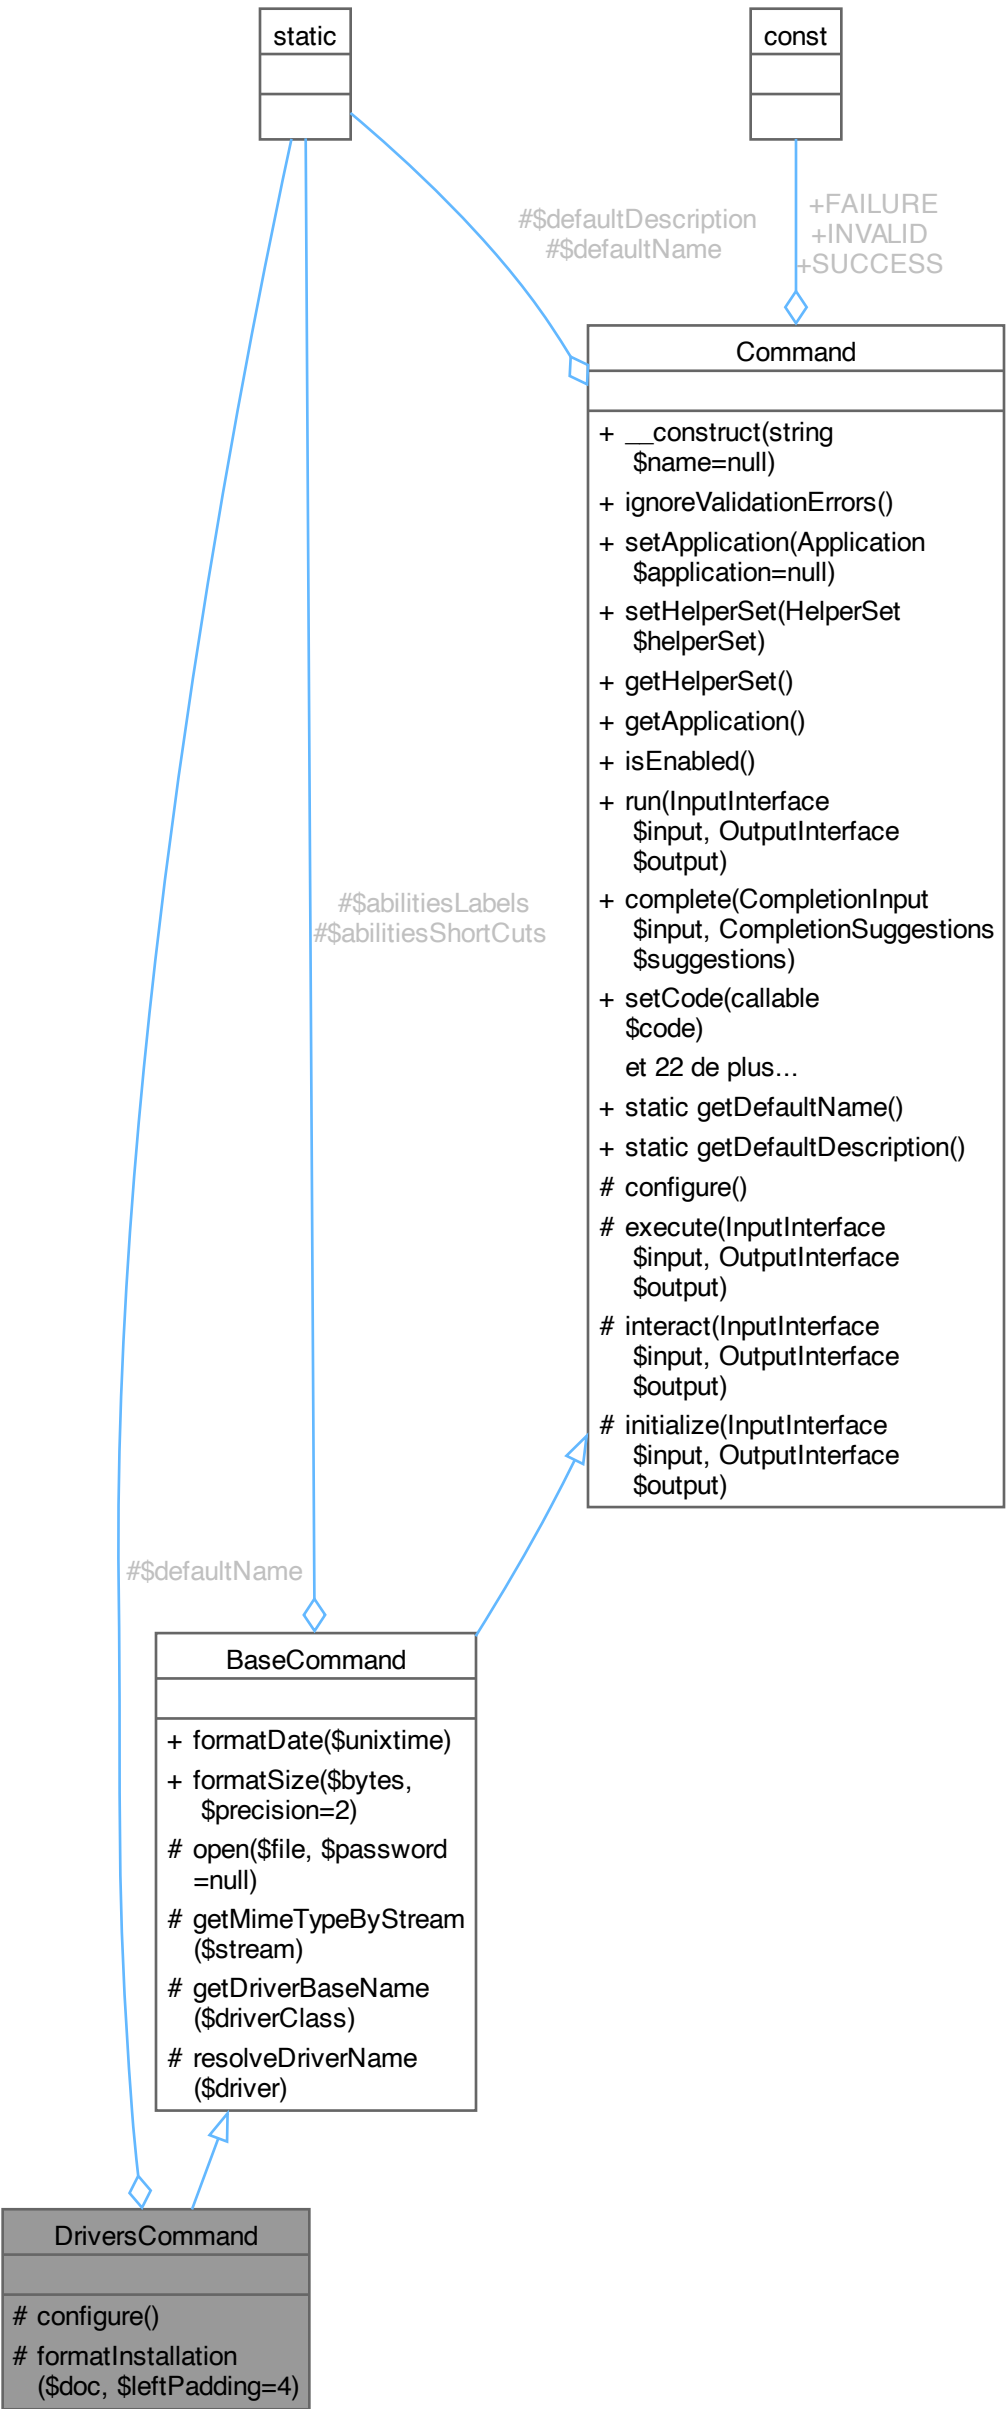 static
const
#$defaultDescription
#$defaultName
+FAILURE
+INVALID
+SUCCESS
Command
+ __construct(string
$name=null)
+ ignoreValidationErrors()
+ setApplication(Application
$application=null)
+ setHelperSet(HelperSet
$helperSet)
+ getHelperSet()
+ getApplication()
+ isEnabled()
+ run(InputInterface
$input, OutputInterface
$output)
+ complete(CompletionInput
$input, CompletionSuggestions
$suggestions)
+ setCode(callable
$code)
et 22 de plus...
+ static getDefaultName()
+ static getDefaultDescription()
# configure()
# execute(InputInterface
$input, OutputInterface
$output)
# interact(InputInterface
$input, OutputInterface
$output)
# initialize(InputInterface
$input, OutputInterface
$output)
#$abilitiesLabels
#$abilitiesShortCuts
#$defaultName
BaseCommand
+ formatDate($unixtime)
+ formatSize($bytes,
$precision=2)
# open($file, $password
=null)
# getMimeTypeByStream
($stream)
# getDriverBaseName
($driverClass)
# resolveDriverName
($driver)
DriversCommand
# configure()
# formatInstallation
($doc, $leftPadding=4)